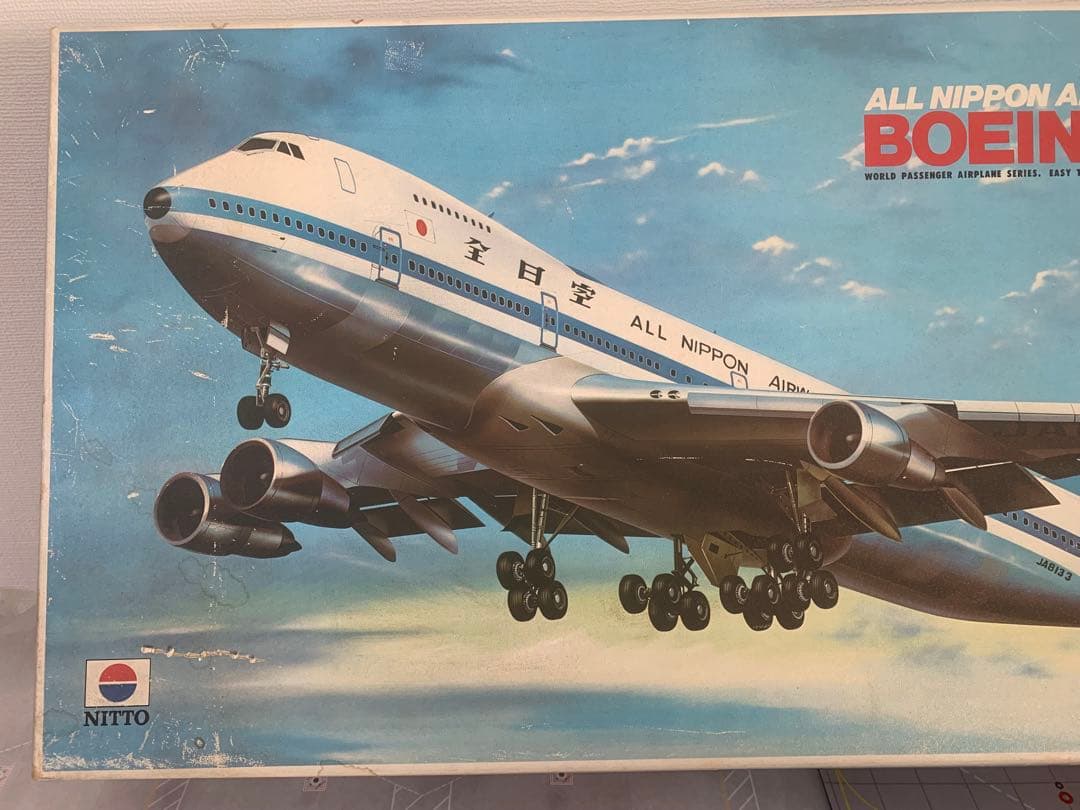 ALL NIPPON A
BOEIN
WORLD PASSENGER AIRPLANE SERIES. EASY T
全日空
ALL NIPPON AIRW
JA8133
NITTO